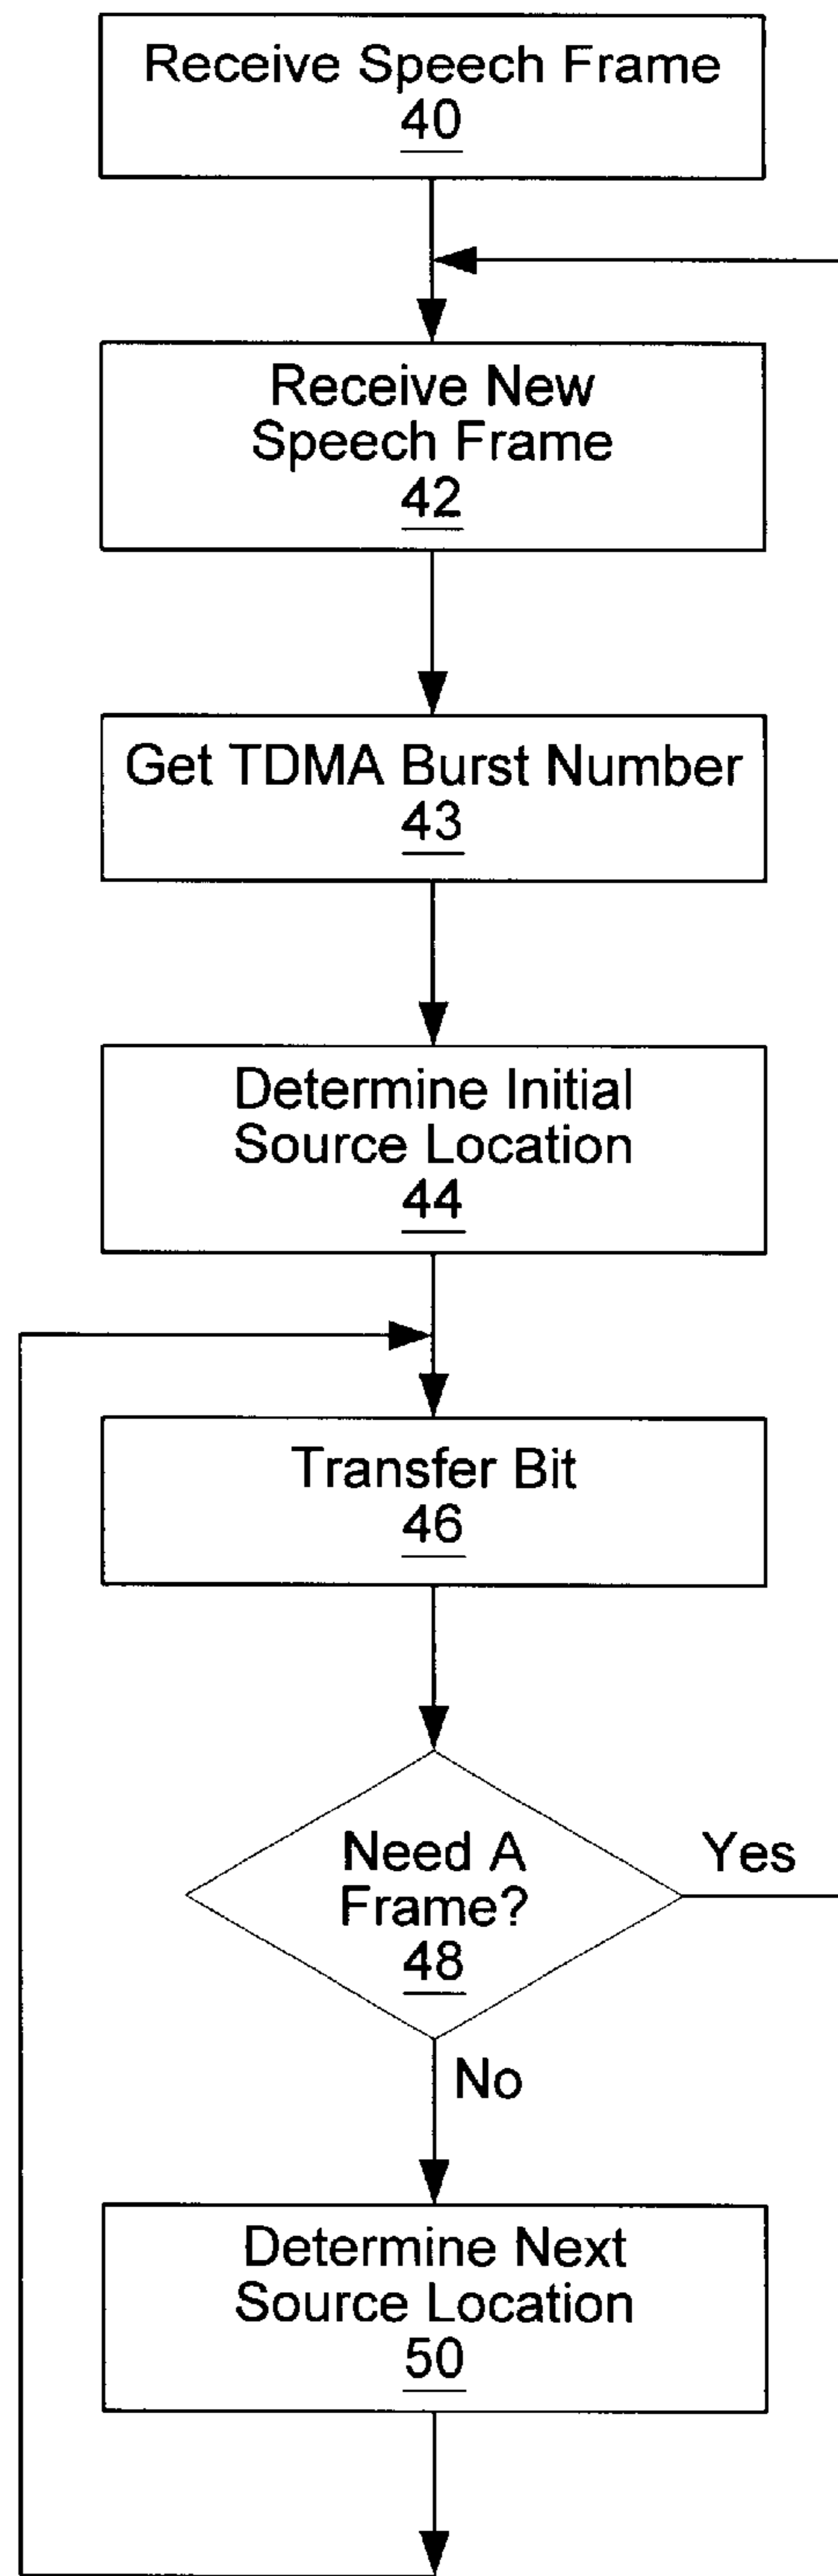 Receive Speech Frame
40
Receive New
Speech Frame
42
Get TDMA Burst Number
43
Determine Initial
Source Location
44
Transfer Bit
46
Need A
Frame?
48
Yes
No
Determine Next
Source Location
50